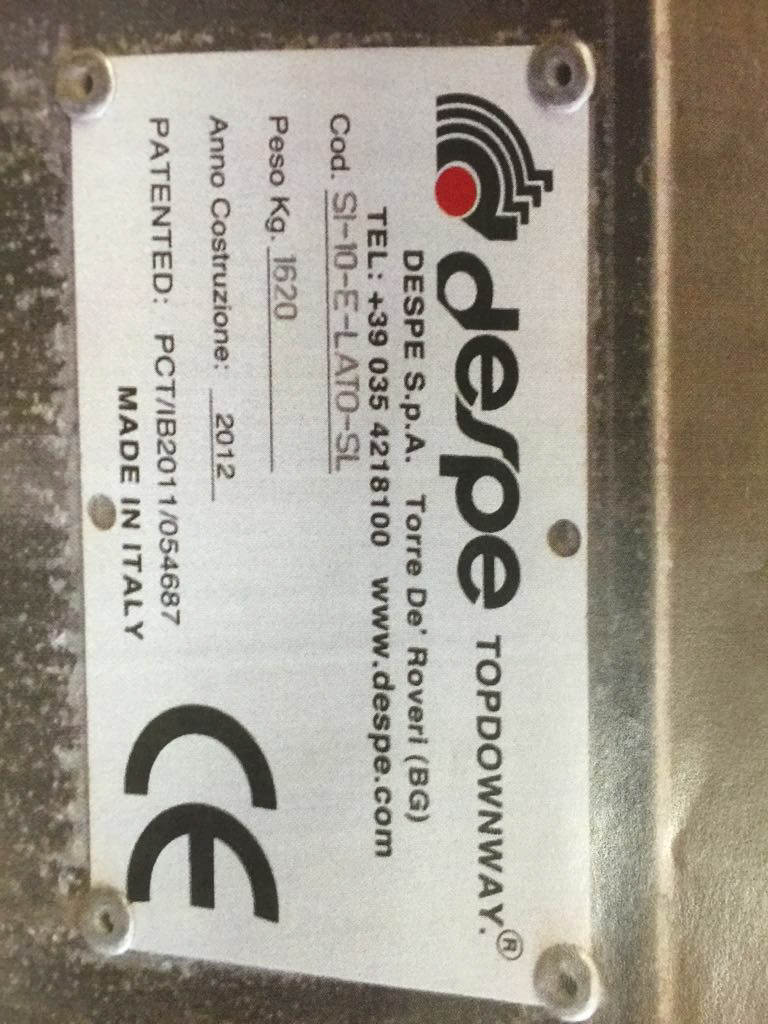 despe TOPDOWNWAY.®
DESPE S.p.A. Torre De' Roveri (BG)
TEL: +39 035 4218100 www.despe.com
Cod. SI-10-E-LATO-SL
Peso Kg. 1620
Anno Costruzione: 2012
PATENTED: PCT/IB2011/054687
MADE IN ITALY
CE